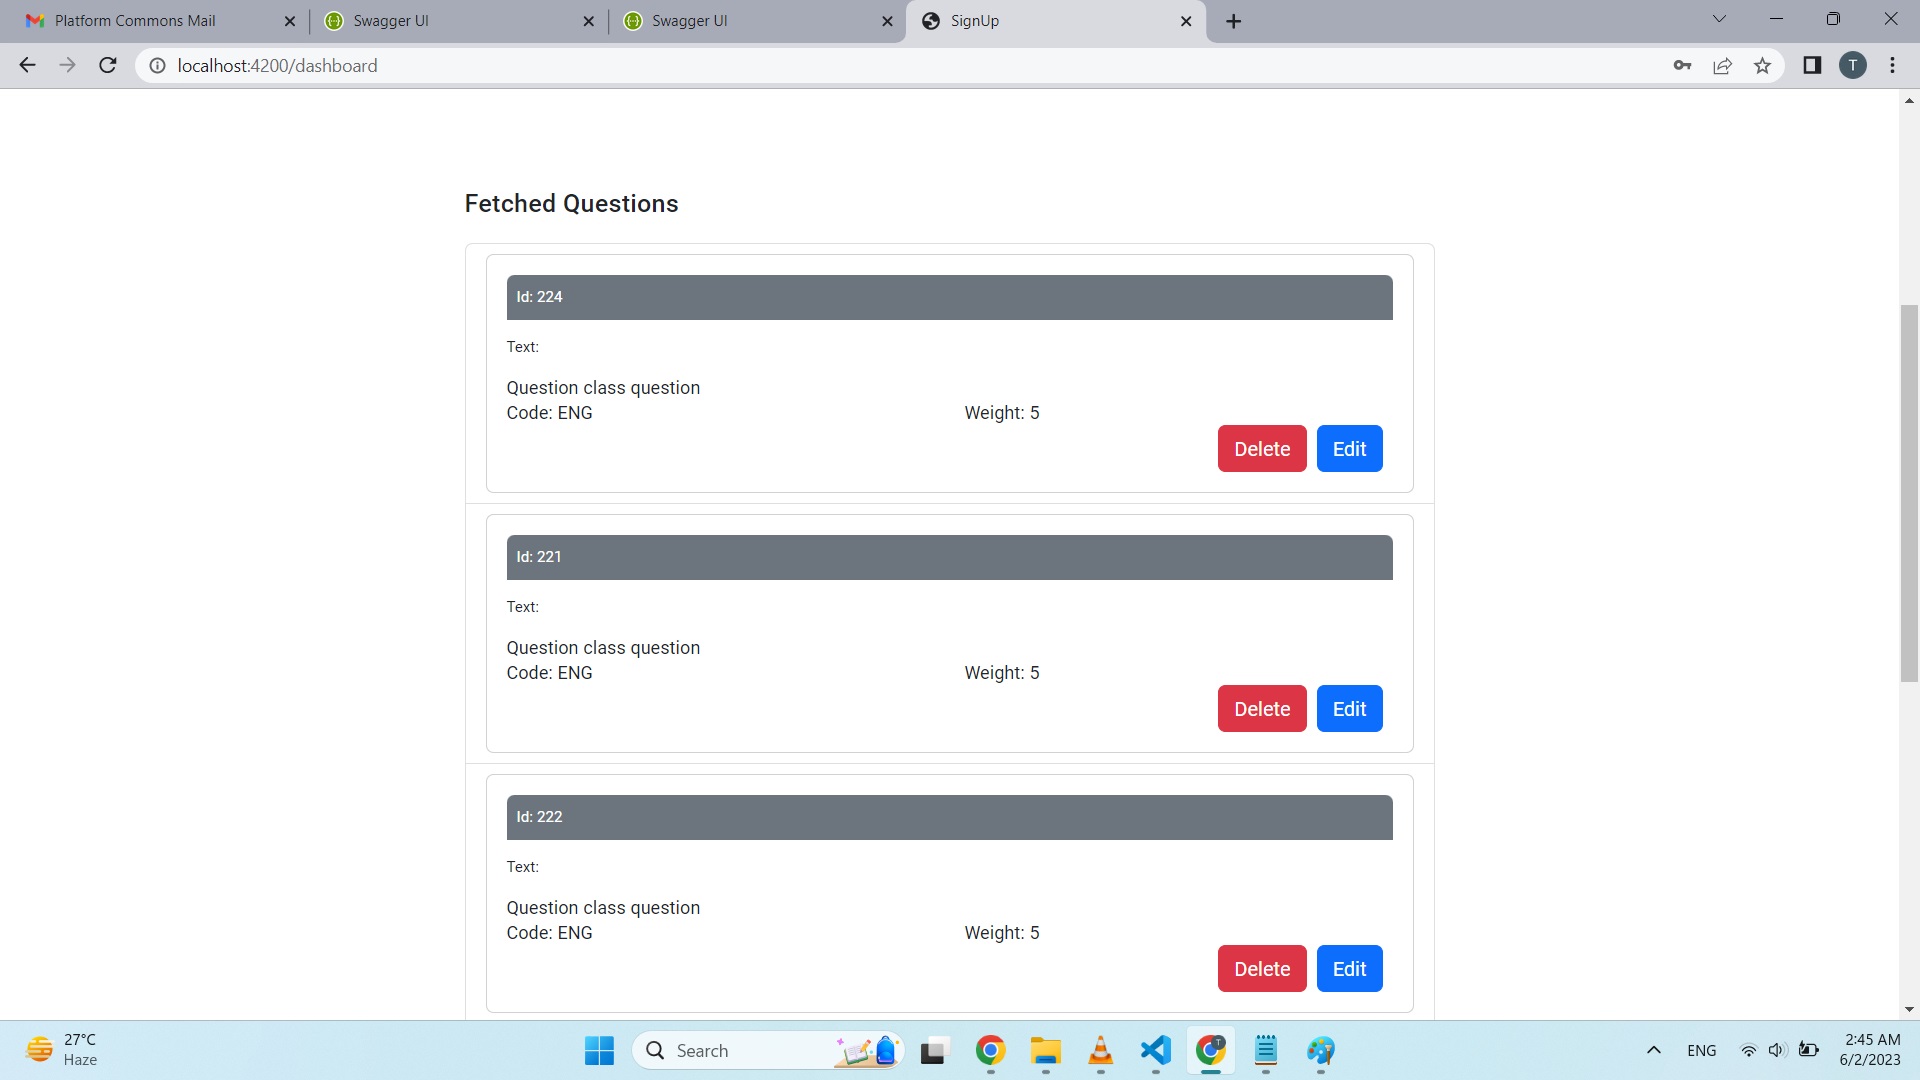 Platform Commons Mail
Swagger UI
Swagger UI
SignUp
localhost:4200/dashboard
T
Fetched Questions
Id: 224
Text:
Question class question
Code: ENG Weight: 5
Delete Edit
Id: 221
Text:
Question class question
Code: ENG Weight: 5
Delete Edit
Id: 222
Text:
Question class question
Code: ENG Weight: 5
Delete Edit
27°C
Haze
Search
T
ENG
2:45 AM
6/2/2023